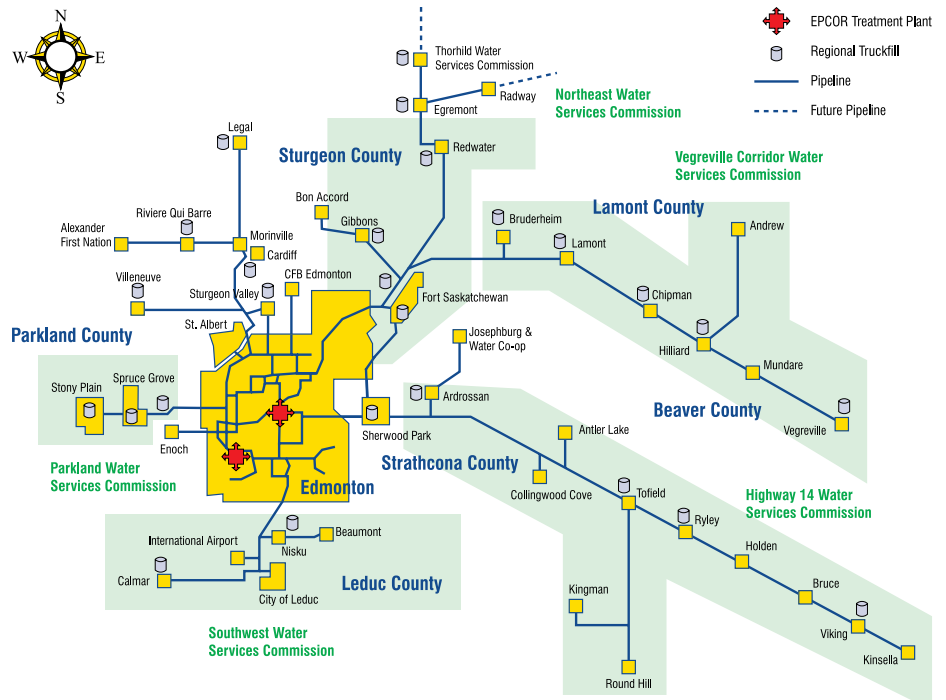 N
W
E
S
EPCOR Treatment Plant
Regional Truckfill
Pipeline
Future Pipeline
Thorhild Water
Services Commission
Radway
Egremont
Northeast Water
Services Commission
Redwater
Legal
Sturgeon County
Vegreville Corridor Water
Services Commission
Lamont County
Bon Accord
Gibbons
Bruderheim
Lamont
Andrew
Riviere Qui Barre
Alexander
First Nation
Morinville
Cardiff
Villeneuve
Sturgeon Valley
CFB Edmonton
Fort Saskatchewan
Chipman
Hilliard
Mundare
Vegreville
Beaver County
St. Albert
Parkland County
Stony Plain
Spruce Grove
Enoch
Josephburg &
Water Co-op
Ardrossan
Sherwood Park
Strathcona County
Antler Lake
Collingwood Cove
Parkland Water
Services Commission
Edmonton
Tofield
Ryley
Holden
Bruce
Viking
Kinsella
Highway 14 Water
Services Commission
International Airport
Nisku
Beaumont
Calmar
City of Leduc
Leduc County
Southwest Water
Services Commission
Kingman
Round Hill